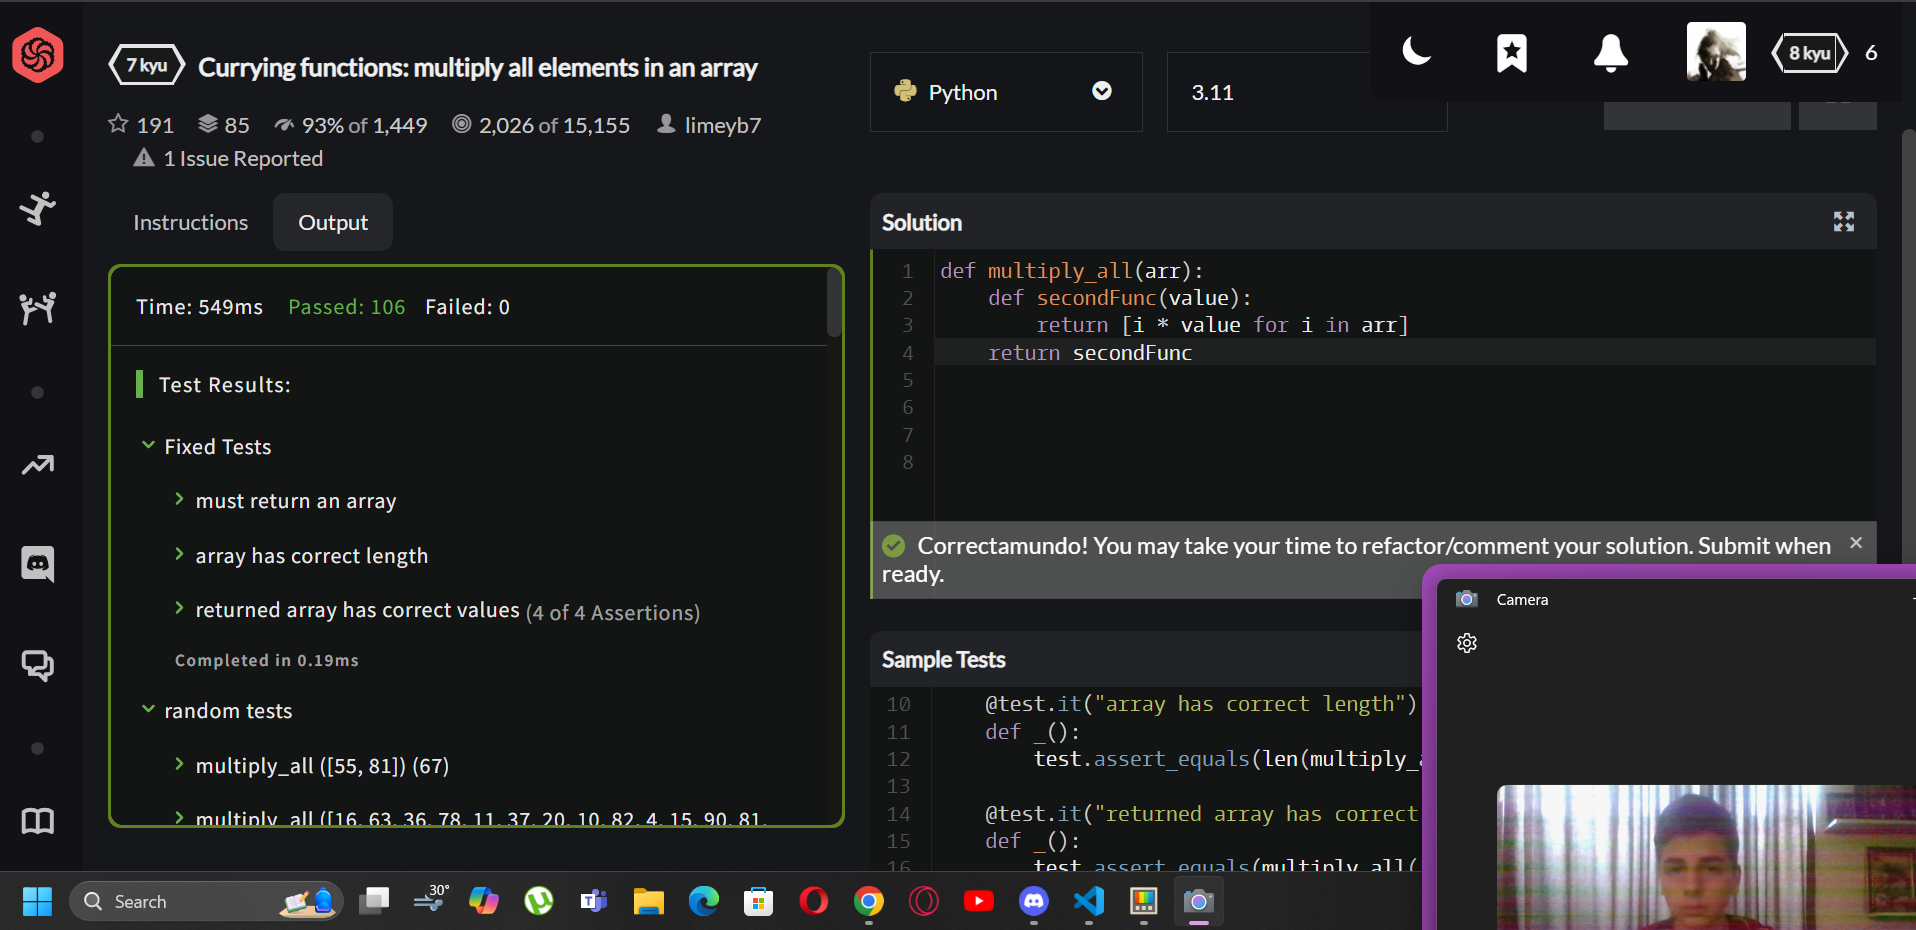 7 kyu
Currying functions: multiply all elements in an array
191 85 93% of 1,449 2,026 of 15,155 limeyb7
1 Issue Reported
Python
3.11
8 kyu 6
Instructions Output
Time: 549ms Passed: 106 Failed: 0
Test Results:
Fixed Tests
must return an array
array has correct length
returned array has correct values (4 of 4 Assertions)
Completed in 0.19ms
random tests
multiply_all ([55, 81]) (67)
multiply_all ([16, 63, 36, 78, 11, 37, 20, 10, 82, 4, 15, 90, 81,
Solution
1 def multiply_all(arr):
2 def secondFunc(value):
3 return [i * value for i in arr]
4 return secondFunc
5
6
7
8
Correctamundo! You may take your time to refactor/comment your solution. Submit when
ready.
Sample Tests
10 @test.it("array has correct length")
11 def _():
12 test.assert_equals(len(multiply_a
13
14 @test.it("returned array has correct
15 def _():
16 test.assert_equals(multiply_all(
Camera
Search
30°